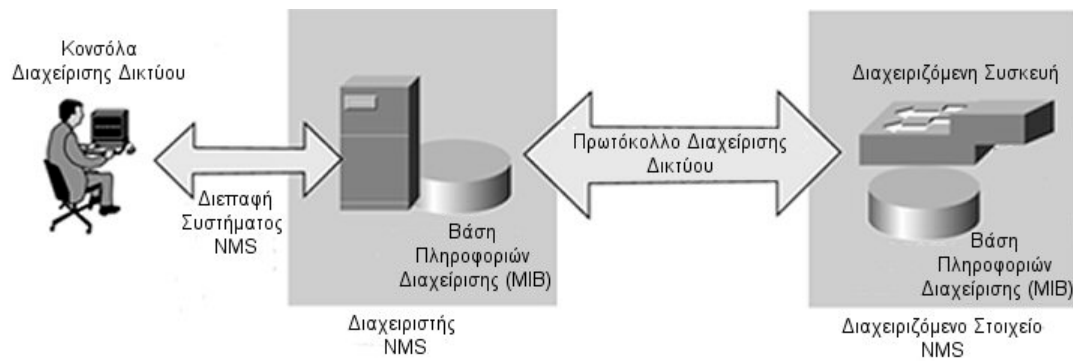 Κονσόλα
Διαχείρισης Δικτύου
Διεπαφή
Συστήματος
NMS
Βάση
Πληροφοριών
Διαχείρισης (MIB)
Διαχειριστής
NMS
Πρωτόκολλο Διαχείρισης
Δικτύου
Διαχειριζόμενη Συσκευή
Βάση
Πληροφοριών
Διαχείρισης (MIB)
Διαχειριζόμενο Στοιχείο
NMS